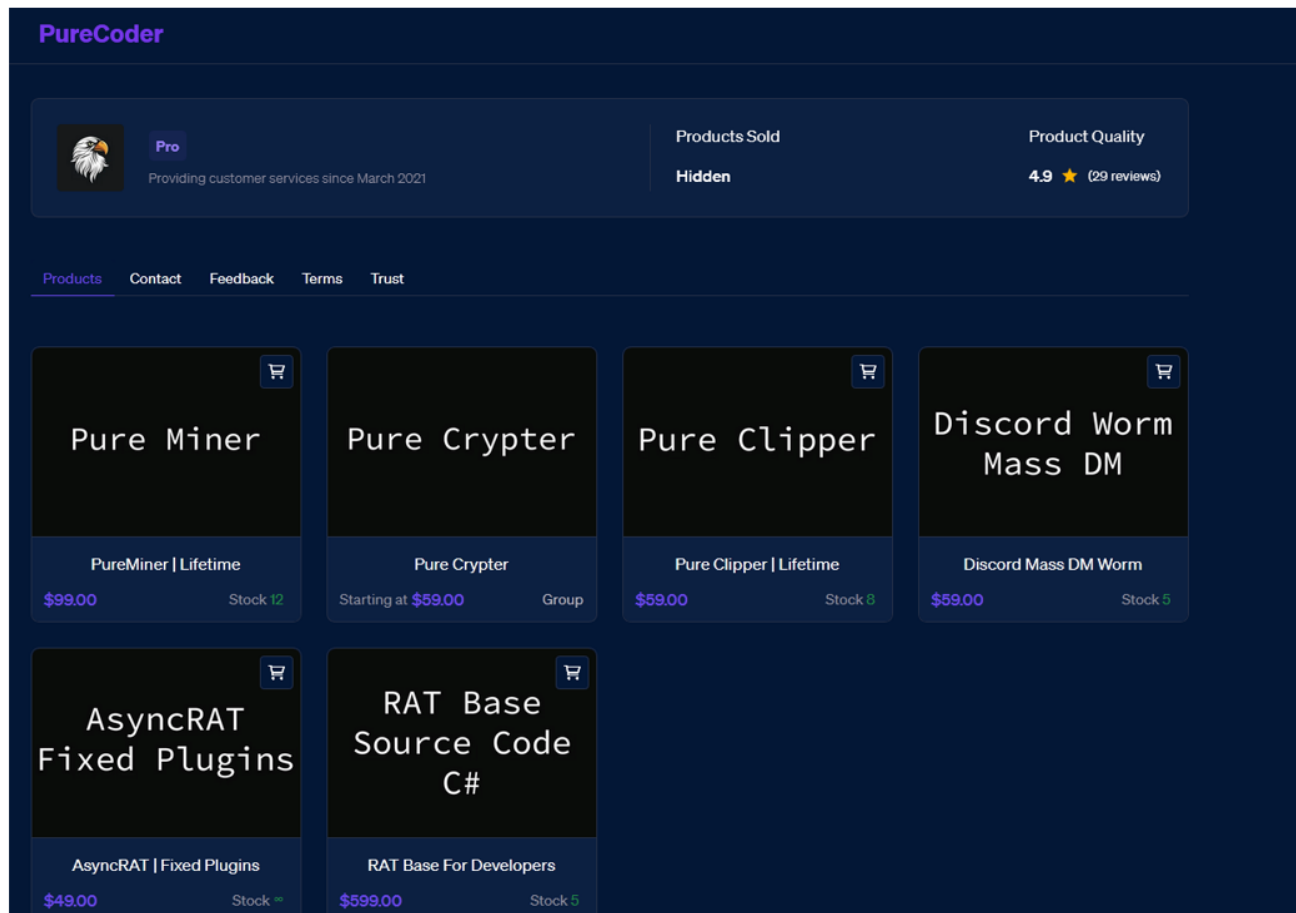 PureCoder
Pro
Providing customer services since March 2021
Products Sold
Hidden
Product Quality
4.9 ★ (29 reviews)
Products Contact Feedback Terms Trust
Pure Miner
PureMiner | Lifetime
$99.00 Stock 12
Pure Crypter
Pure Crypter
Starting at $59.00 Group
Pure Clipper
Pure Clipper | Lifetime
$59.00 Stock 8
Discord Worm
Mass DM
Discord Mass DM Worm
$59.00 Stock 5
AsyncRAT
Fixed Plugins
AsyncRAT | Fixed Plugins
$49.00 Stock ∞
RAT Base
Source Code
C#
RAT Base For Developers
$599.00 Stock 5